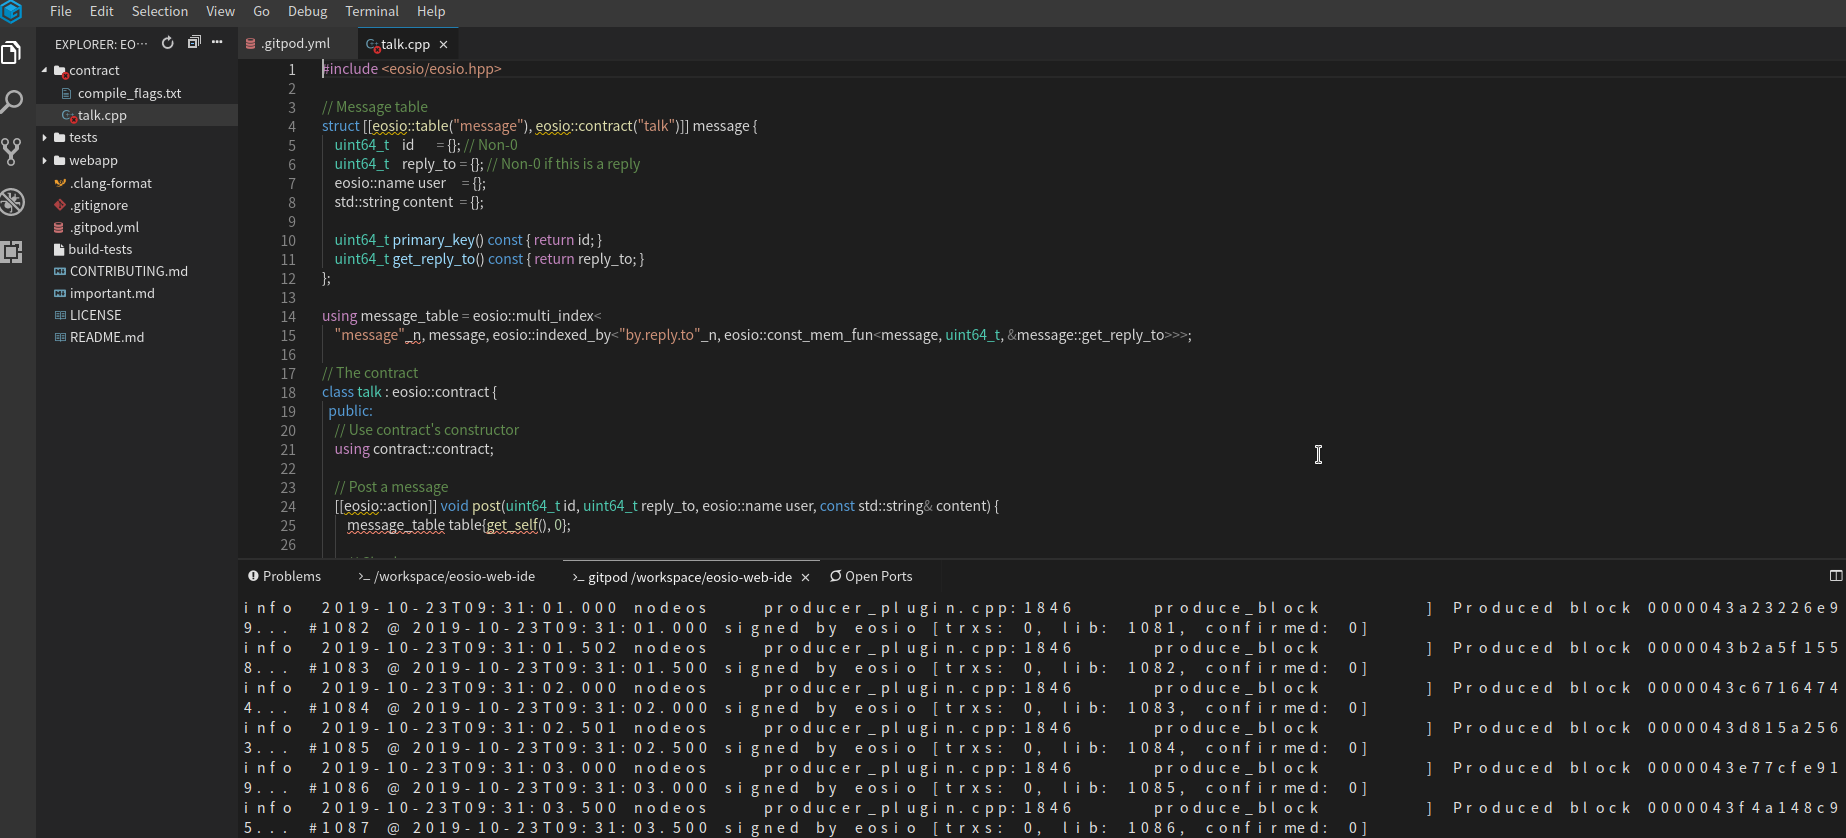 File Edit Selection View Go Debug Terminal Help
EXPLORER: EO··· ···
contract
compile_flags.txt
talk.cpp
tests
webapp
.clang-format
.gitignore
.gitpod.yml
build-tests
CONTRIBUTING.md
important.md
LICENSE
README.md
.gitpod.yml talk.cpp ×
1 #include <eosio/eosio.hpp>
2
3 // Message table
4 struct [[eosio::table("message"), eosio::contract("talk")]] message {
5 uint64_t id = {}; // Non-0
6 uint64_t reply_to = {}; // Non-0 if this is a reply
7 eosio::name user = {};
8 std::string content = {};
9
10 uint64_t primary_key() const { return id; }
11 uint64_t get_reply_to() const { return reply_to; }
12 };
13
14 using message_table = eosio::multi_index<
15 "message"_n, message, eosio::indexed_by<"by.reply.to"_n, eosio::const_mem_fun<message, uint64_t, &message::get_reply_to>>>;
16
17 // The contract
18 class talk : eosio::contract {
19 public:
20 // Use contract's constructor
21 using contract::contract;
22
23 // Post a message
24 [[eosio::action]] void post(uint64_t id, uint64_t reply_to, eosio::name user, const std::string& content) {
25 message_table table{get_self(), 0};
26
Problems >_ /workspace/eosio-web-ide >_ gitpod /workspace/eosio-web-ide × Open Ports
info 2019-10-23T09:31:01.000 nodeos producer_plugin.cpp:1846 produce_block ] Produced block 0000043a23226e9
9... #1082 @ 2019-10-23T09:31:01.000 signed by eosio [trxs: 0, lib: 1081, confirmed: 0]
info 2019-10-23T09:31:01.502 nodeos producer_plugin.cpp:1846 produce_block ] Produced block 0000043b2a5f155
8... #1083 @ 2019-10-23T09:31:01.500 signed by eosio [trxs: 0, lib: 1082, confirmed: 0]
info 2019-10-23T09:31:02.000 nodeos producer_plugin.cpp:1846 produce_block ] Produced block 0000043c6716474
4... #1084 @ 2019-10-23T09:31:02.000 signed by eosio [trxs: 0, lib: 1083, confirmed: 0]
info 2019-10-23T09:31:02.501 nodeos producer_plugin.cpp:1846 produce_block ] Produced block 0000043d815a256
3... #1085 @ 2019-10-23T09:31:02.500 signed by eosio [trxs: 0, lib: 1084, confirmed: 0]
info 2019-10-23T09:31:03.000 nodeos producer_plugin.cpp:1846 produce_block ] Produced block 0000043e77cfe91
9... #1086 @ 2019-10-23T09:31:03.000 signed by eosio [trxs: 0, lib: 1085, confirmed: 0]
info 2019-10-23T09:31:03.500 nodeos producer_plugin.cpp:1846 produce_block ] Produced block 0000043f4a148c9
5... #1087 @ 2019-10-23T09:31:03.500 signed by eosio [trxs: 0, lib: 1086, confirmed: 0]